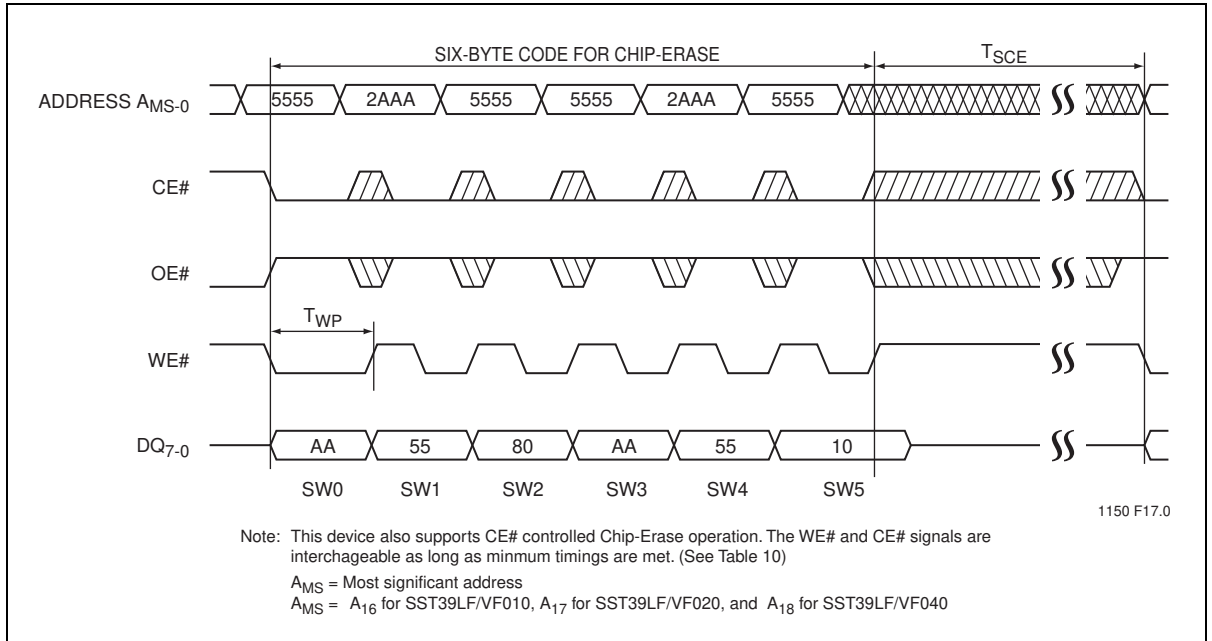 SIX-BYTE CODE FOR CHIP-ERASE TSCE
ADDRESS AMS-0 5555 2AAA 5555 5555 2AAA 5555
CE#
OE#
TWP
WE#
DQ7-0 AA 55 80 AA 55 10
SW0 SW1 SW2 SW3 SW4 SW5
1150 F17.0
Note: This device also supports CE# controlled Chip-Erase operation. The WE# and CE# signals are
interchageable as long as minmum timings are met. (See Table 10)
AMS = Most significant address
AMS = A16 for SST39LF/VF010, A17 for SST39LF/VF020, and A18 for SST39LF/VF040